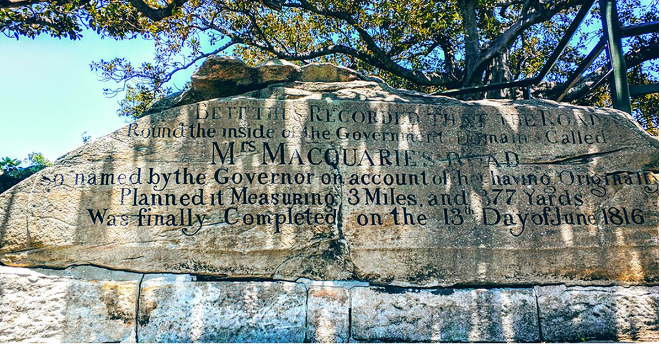 BE IT THE RECORDED THAT THE ROAD
Round the inside of the Government Domain Called
MRS MACQUARIE'S ROAD
So named by the Governor on account of her having Originally
Planned it Measuring 3 Miles, and 377 Yards
Was finally Completed on the 13th Day of June 1816